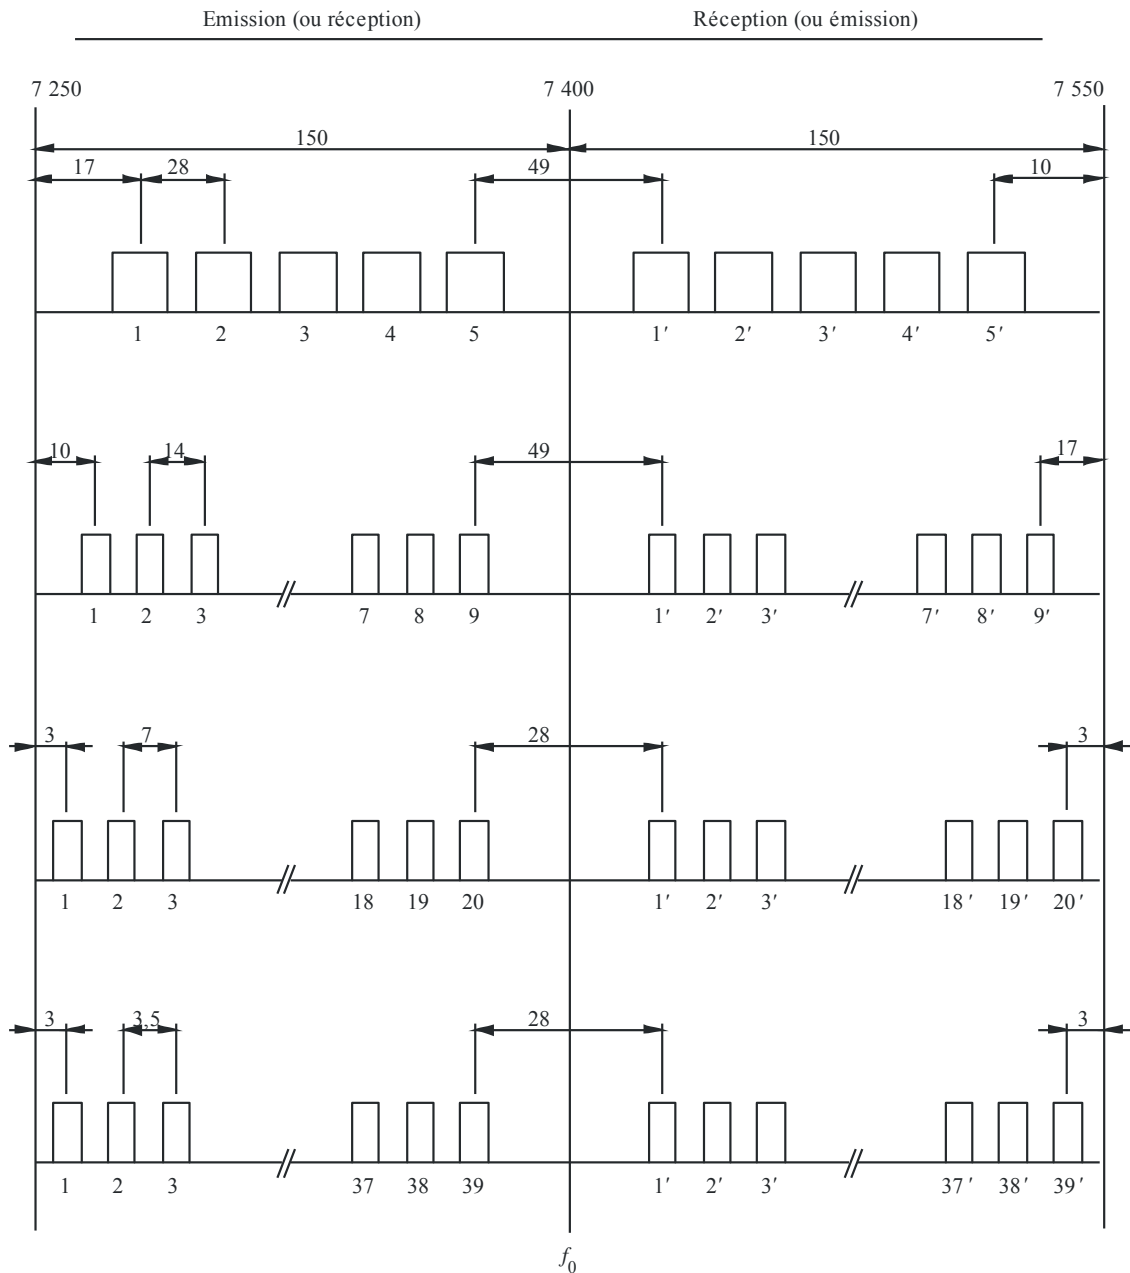 Emission (ou réception) Réception (ou émission)
7 250 7 400 7 550
150 150
17 28 49 10
1 2 3 4 5 1′ 2′ 3′ 4′ 5′
10 14 49 17
1 2 3 7 8 9 1′ 2′ 3′ 7′ 8′ 9′
3 7 28 3
1 2 3 18 19 20 1′ 2′ 3′ 18′ 19′ 20′
3 3,5 28 3
1 2 3 37 38 39 1′ 2′ 3′ 37′ 38′ 39′
f0